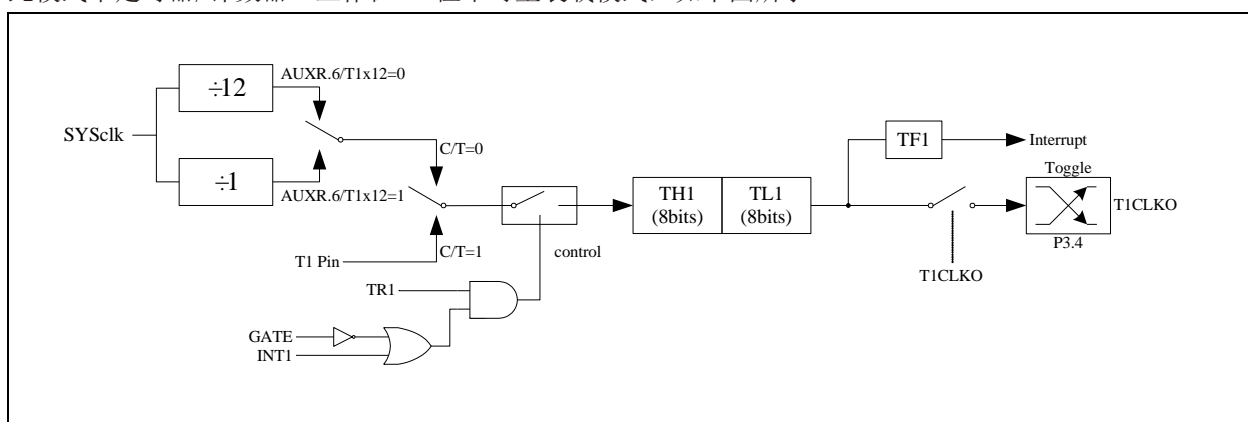 ÷12
AUXR.6/T1x12=0
SYSclk
÷1
AUXR.6/T1x12=1
C/T=0
C/T=1
T1 Pin
control
TR1
GATE
INT1
TH1
(8bits)
TL1
(8bits)
TF1
Interrupt
Toggle
T1CLKO
P3.4
T1CLKO